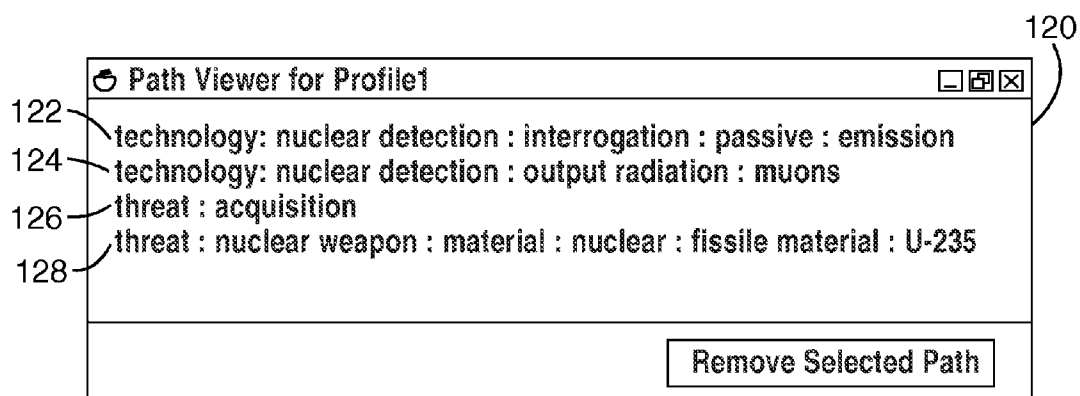 120
Path Viewer for Profile1
122
technology: nuclear detection : interrogation : passive : emission
124
technology: nuclear detection : output radiation : muons
126
threat : acquisition
128
threat : nuclear weapon : material : nuclear : fissile material : U-235
Remove Selected Path